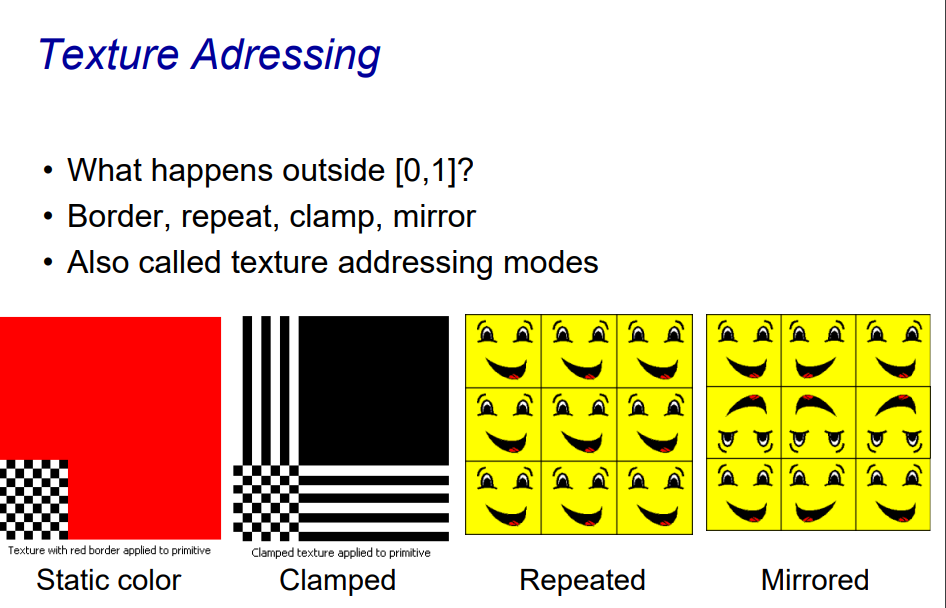 Texture Adressing
• What happens outside [0,1]?
• Border, repeat, clamp, mirror
• Also called texture addressing modes
Texture with red border applied to primitive
Clamped texture applied to primitive
Static color
Clamped
Repeated
Mirrored